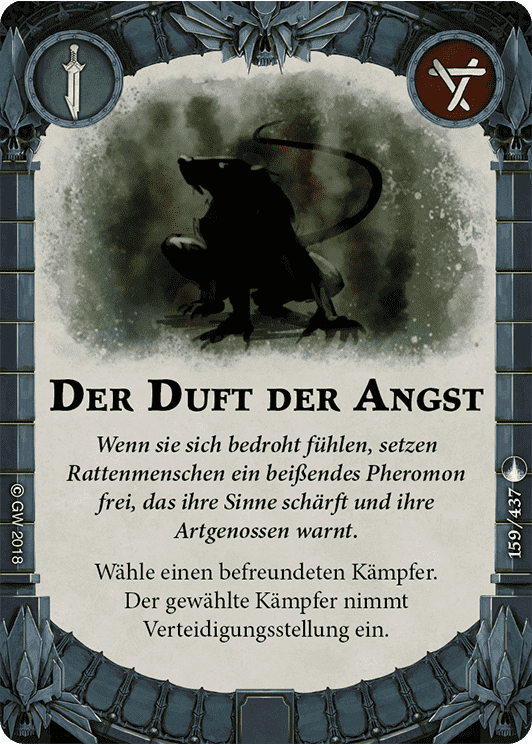 Der Duft der Angst
Wenn sie sich bedroht fühlen, setzen
Rattenmenschen ein beißendes Pheromon
frei, das ihre Sinne schärft und ihre
Artgenossen warnt.
Wähle einen befreundeten Kämpfer.
Der gewählte Kämpfer nimmt
Verteidigungsstellung ein.
© GW 2018
159/437